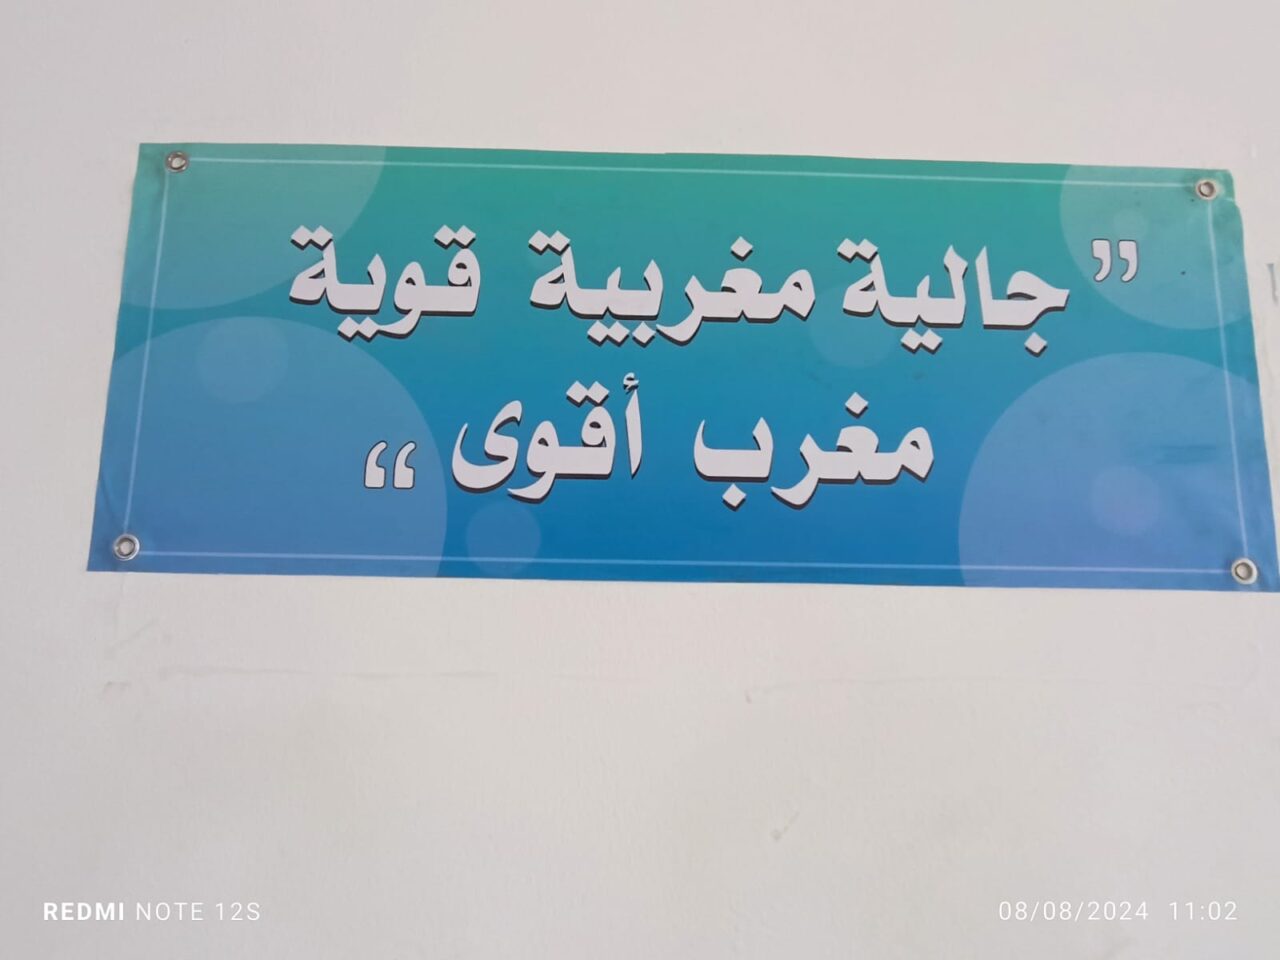 ” جالية مغربية قوية
مغرب أقوى “
REDMI NOTE 12S
08/08/2024 11:02